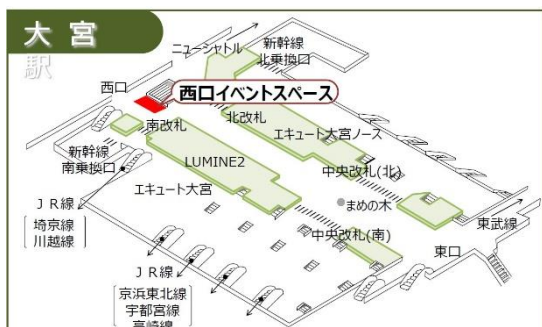 大宮
駅
ニューシャトル
新幹線
北乗換口
西口
西口イベントスペース
南改札
北改札
エキュート大宮ノース
新幹線
南乗換口
LUMINE2
中央改札(北)
エキュート大宮
まめの木
JR線
埼京線
川越線
中央改札(南)
東武線
東口
JR線
京浜東北線
宇都宮線
高崎線